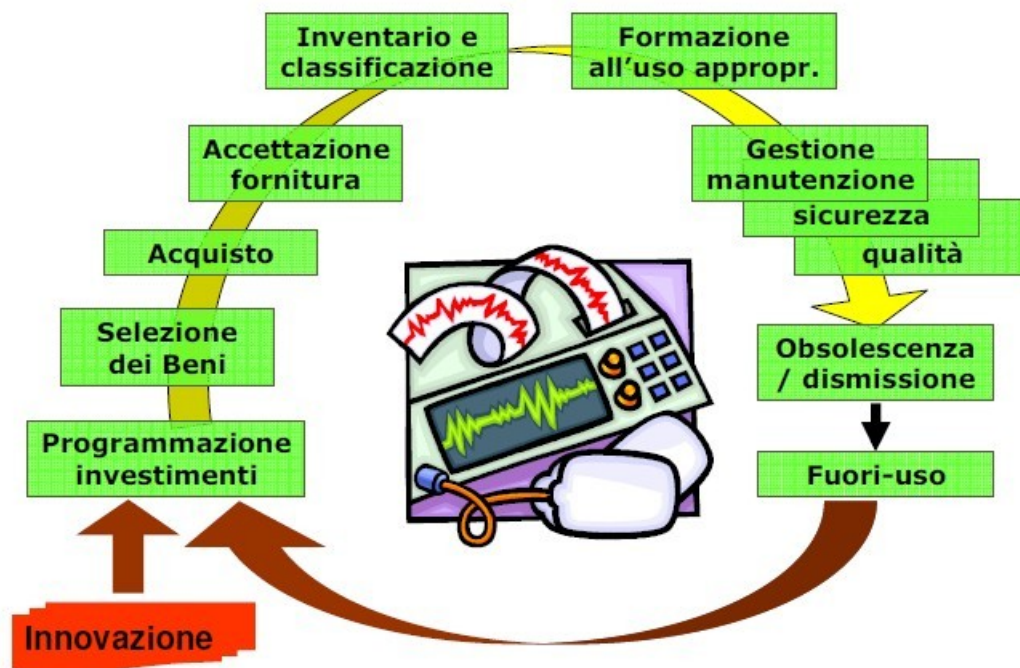 Inventario e
classificazione
Formazione
all'uso appropr.
Accettazione
fornitura
Gestione
manutenzione
sicurezza
qualità
Acquisto
Selezione
dei Beni
Obsolescenza
/ dismissione
Programmazione
investimenti
Fuori-uso
Innovazione